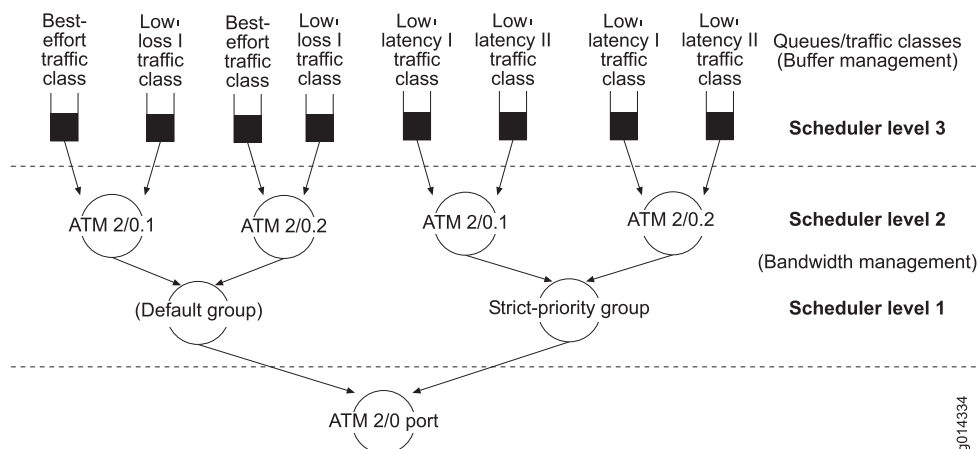 Best-
effort
traffic
class
Low-
loss I
traffic
class
Best-
effort
traffic
class
Low-
loss I
traffic
class
Low-
latency I
traffic
class
Low-
latency II
traffic
class
Low-
latency I
traffic
class
Low-
latency II
traffic
class
Queues/traffic classes
(Buffer management)
Scheduler level 3
ATM 2/0.1
ATM 2/0.2
ATM 2/0.1
ATM 2/0.2
Scheduler level 2
(Bandwidth management)
(Default group)
Strict-priority group
Scheduler level 1
ATM 2/0 port
g014334